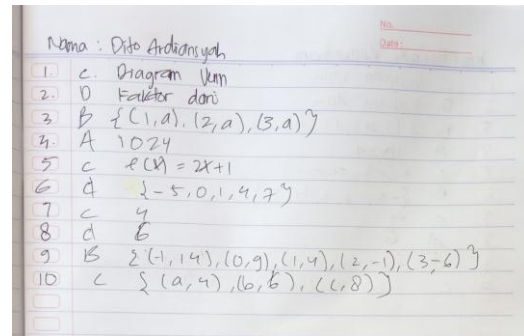 No.
Date:
Nama : Dito Ardiansyah
1. C. Diagram Venn
2. D Faktor dari
3 B {(1,a), (2,a), (3,a)}
4. A 1024
5 C f(x) = 2x+1
6 d {-5,0,1,4,7}
7 C 4
8 d 6
9 B {(-1,14), (0,9), (1,4), (2,-1), (3,-6)}
10 C {(a,4), (b,6), (c,8)}